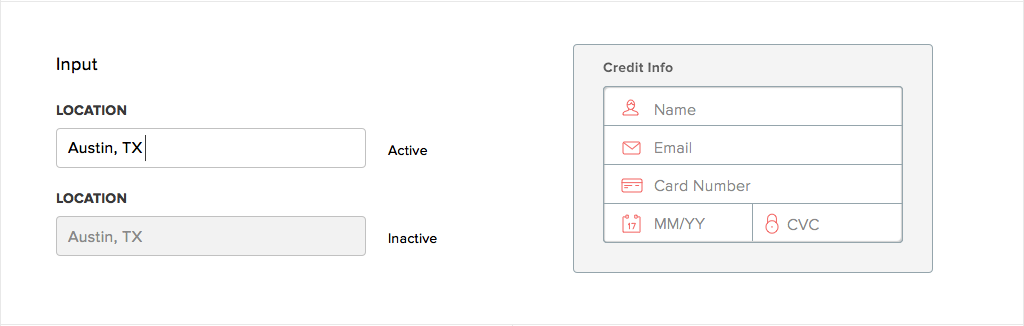 Input
LOCATION
Austin, TX
Active
LOCATION
Austin, TX
Inactive
Credit Info
Name
Email
Card Number
17
MM/YY
CVC